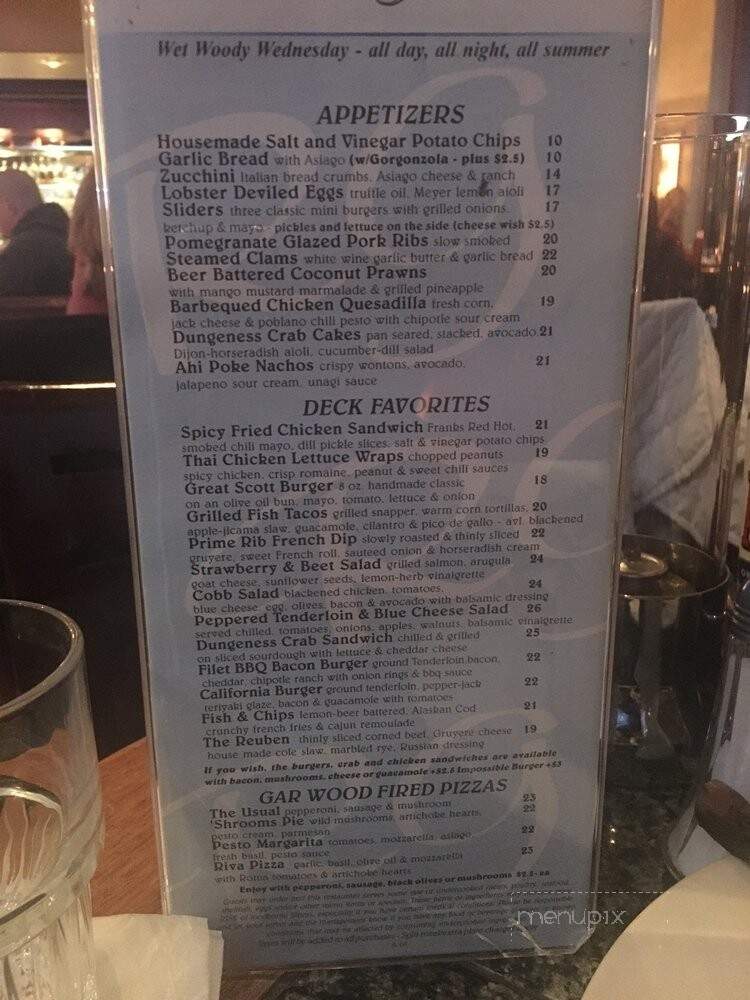 Wet Woody Wednesday - all day, all night, all summer
APPETIZERS
Housemade Salt and Vinegar Potato Chips 10
Garlic Bread with Asiago (w/Gorgonzola - plus $2.5) 10
Zucchini Italian bread crumbs, Asiago cheese & ranch 14
Lobster Deviled Eggs truffle oil, Meyer lemon aioli 17
Sliders three classic mini burgers with grilled onions, 17
ketchup & mayo - pickles and lettuce on the side (cheese wish $2.5)
Pomegranate Glazed Pork Ribs slow smoked 20
Steamed Clams white wine garlic butter & garlic bread 22
Beer Battered Coconut Prawns 20
with mango mustard marmalade & grilled pineapple
Barbequed Chicken Quesadilla fresh corn, 19
jack cheese & poblano chili pesto with chipotle sour cream
Dungeness Crab Cakes pan seared, stacked, avocado 21
Dijon-horseradish aioli, cucumber-dill salad
Ahi Poke Nachos crispy wontons, avocado, 21
jalapeno sour cream, unagi sauce
DECK FAVORITES
Spicy Fried Chicken Sandwich Franks Red Hot, 21
smoked chili mayo, dill pickle slices, salt & vinegar potato chips
Thai Chicken Lettuce Wraps chopped peanuts 19
spicy chicken, crisp romaine, peanut & sweet chili sauces
Great Scott Burger 8 oz. handmade classic 18
on an olive oil bun, mayo, tomato, lettuce & onion
Grilled Fish Tacos grilled snapper, warm corn tortillas, 20
apple-jicama slaw, guacamole, cilantro & pico de gallo - avl. blackened
Prime Rib French Dip slowly roasted & thinly sliced 22
gruyere, sweet French roll, sauteed onion & horseradish cream
Strawberry & Beet Salad grilled salmon, arugula 24
goat cheese, sunflower seeds, lemon-herb vinaigrette
Cobb Salad blackened chicken, tomatoes, 24
blue cheese, egg, olives, bacon & avocado with balsamic dressing
Peppered Tenderloin & Blue Cheese Salad 26
served chilled, tomatoes, onions, apples, walnuts, balsamic vinaigrette
Dungeness Crab Sandwich chilled & grilled 25
on sliced sourdough with lettuce & cheddar cheese
Filet BBQ Bacon Burger ground Tenderloin,bacon, 22
cheddar, chipotle ranch with onion rings & bbq sauce
California Burger ground tenderloin, pepper-jack 22
teriyaki glaze, bacon & guacamole with tomatoes
Fish & Chips lemon-beer battered, Alaskan Cod 21
crunchy french fries & cajun remoulade
The Reuben thinly sliced corned beef, Gruyere cheese 19
house made cole slaw, marbled rye, Russian dressing
If you wish, the burgers, crab and chicken sandwiches are available
with bacon, mushrooms, cheese or guacamole +$2.5 Impossible Burger +$3
GAR WOOD FIRED PIZZAS
The Usual pepperoni, sausage & mushroom 23
'Shrooms Pie wild mushrooms, artichoke hearts, 22
pesto cream, parmesan
Pesto Margarita tomatoes, mozzarella, asiago 22
fresh basil, pesto sauce
Riva Pizza garlic, basil, olive oil & mozzarella 23
with Roma tomatoes & artichoke hearts
Enjoy with pepperoni, sausage, black olives or mushrooms $2.5- ea
menupix